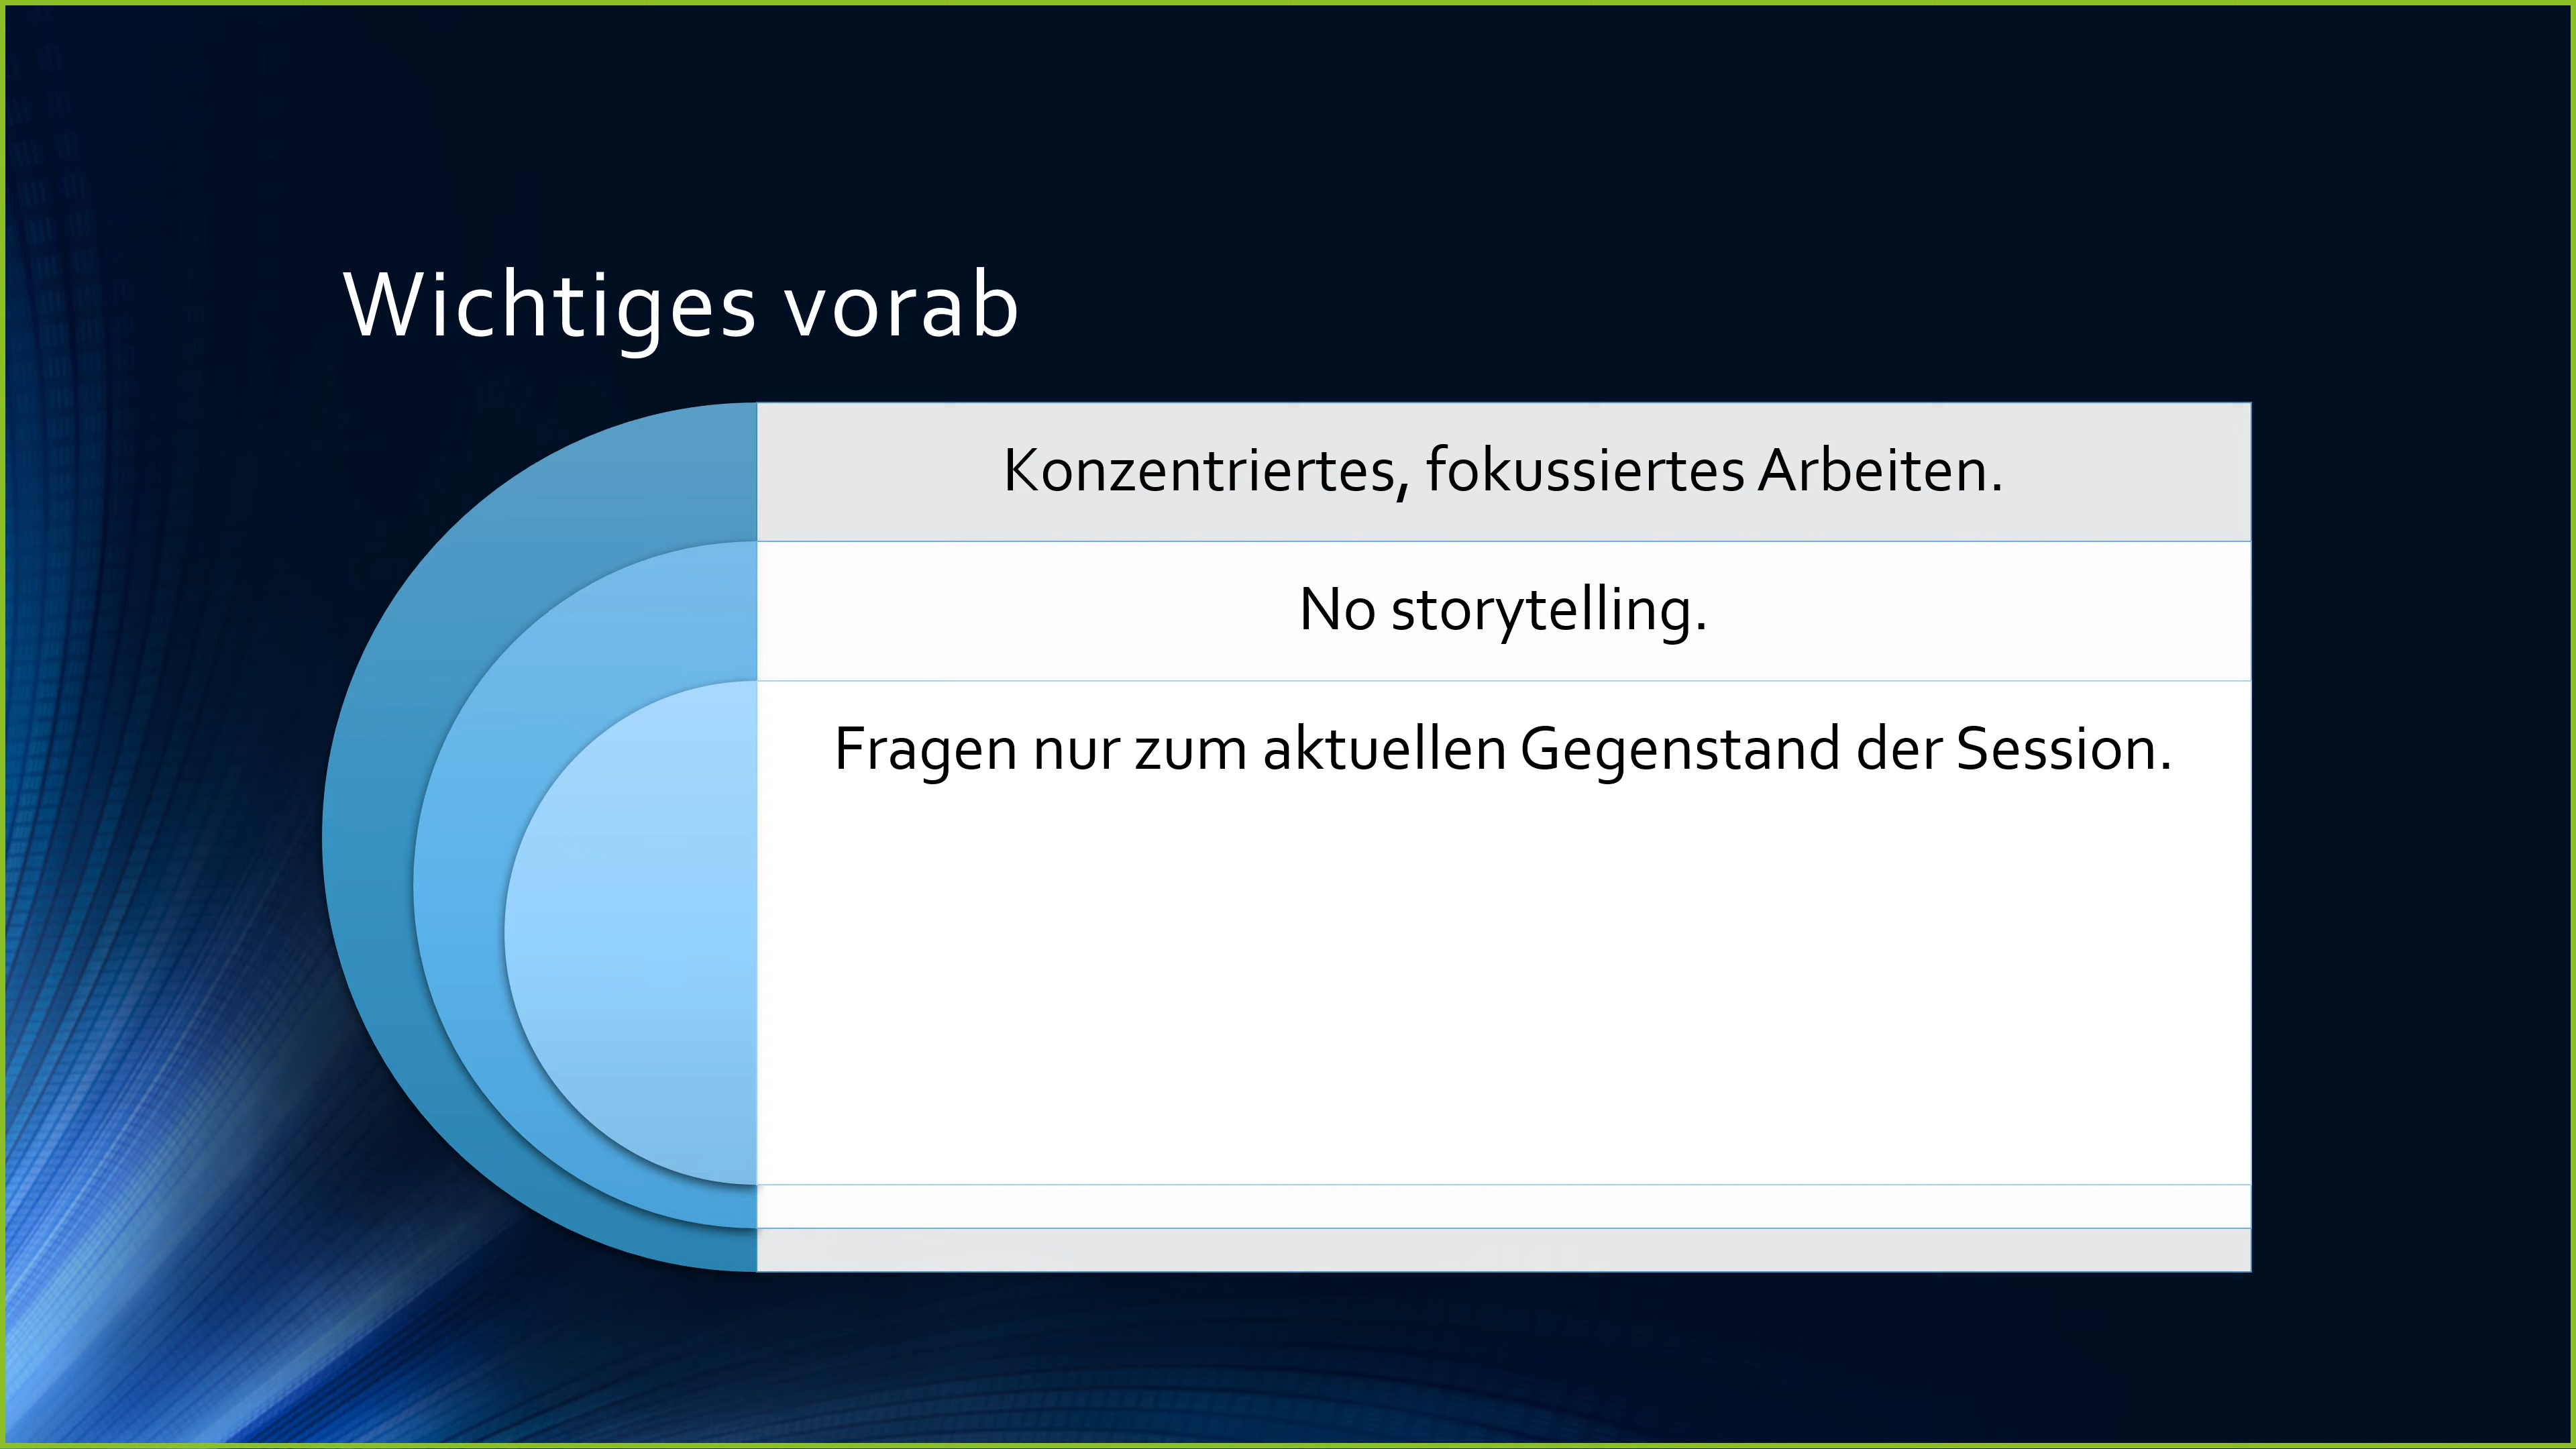 Wichtiges vorab
Konzentriertes, fokussiertes Arbeiten.
No storytelling.
Fragen nur zum aktuellen Gegenstand der Session.